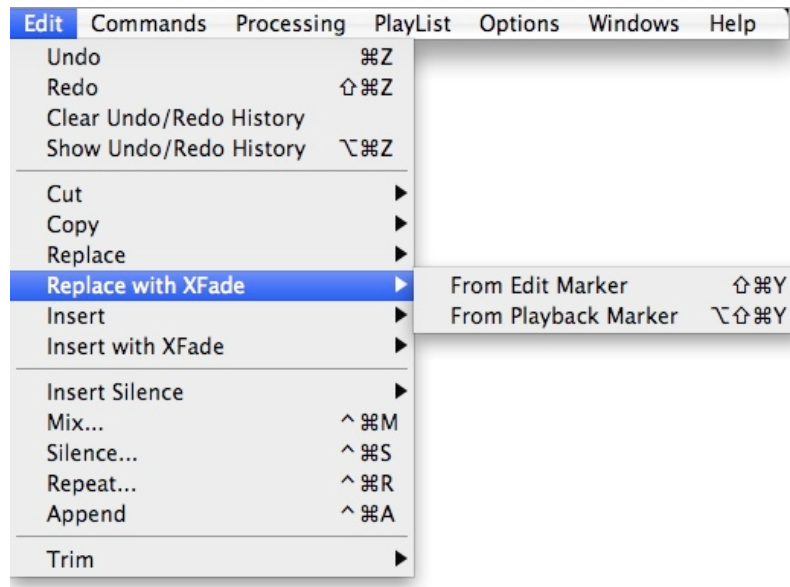 Edit Commands Processing PlayList Options Windows Help
Undo ⌘Z
Redo ⇧⌘Z
Clear Undo/Redo History
Show Undo/Redo History ⌥⌘Z
Cut
Copy
Replace
Replace with XFade
From Edit Marker ⇧⌘Y
Insert
From Playback Marker ⌥⇧⌘Y
Insert with XFade
Insert Silence
Mix... ^⌘M
Silence... ^⌘S
Repeat... ^⌘R
Append ^⌘A
Trim